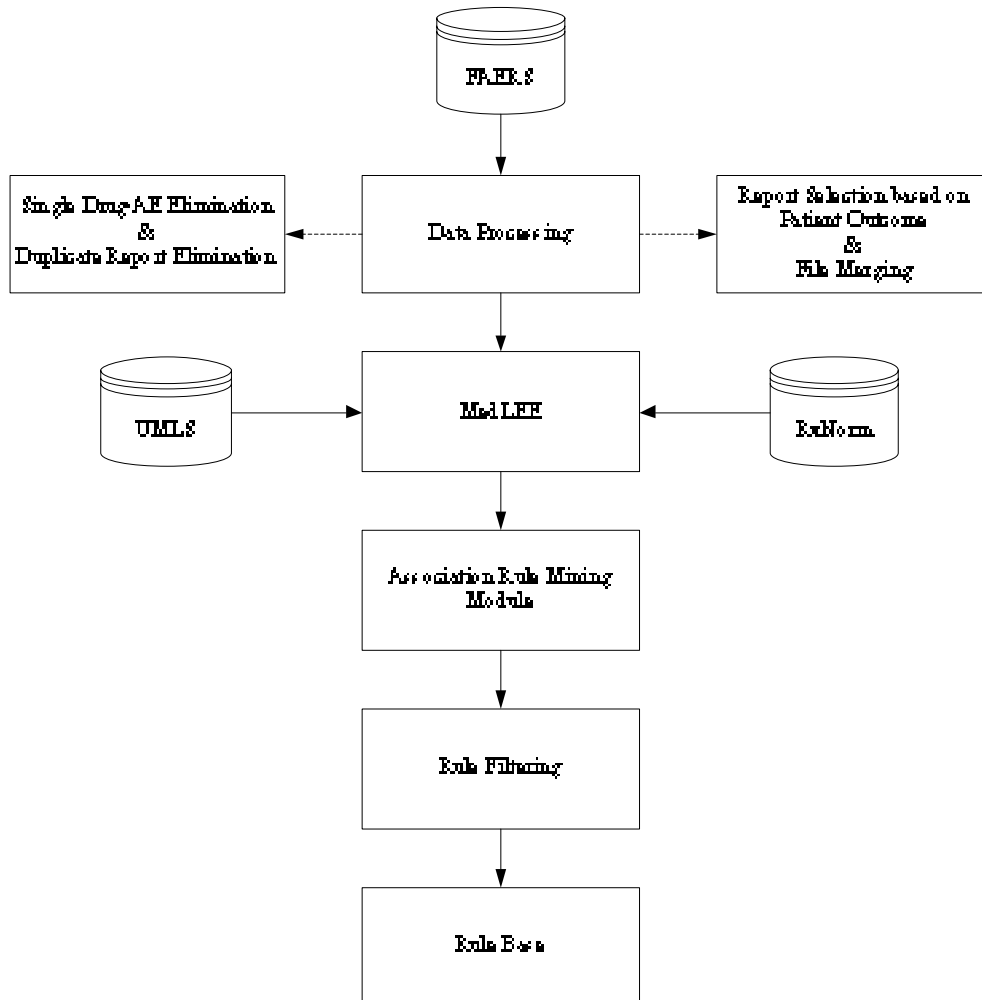 FAERS
Single Drug-AE Elimination
&
Duplicate Report Elimination
Data Processing
Report Selection based on
Patient Outcome
&
File Merging
UMLS
MedLEE
RxNorm
Association Rule Mining
Module
Rule Filtering
Rule Base